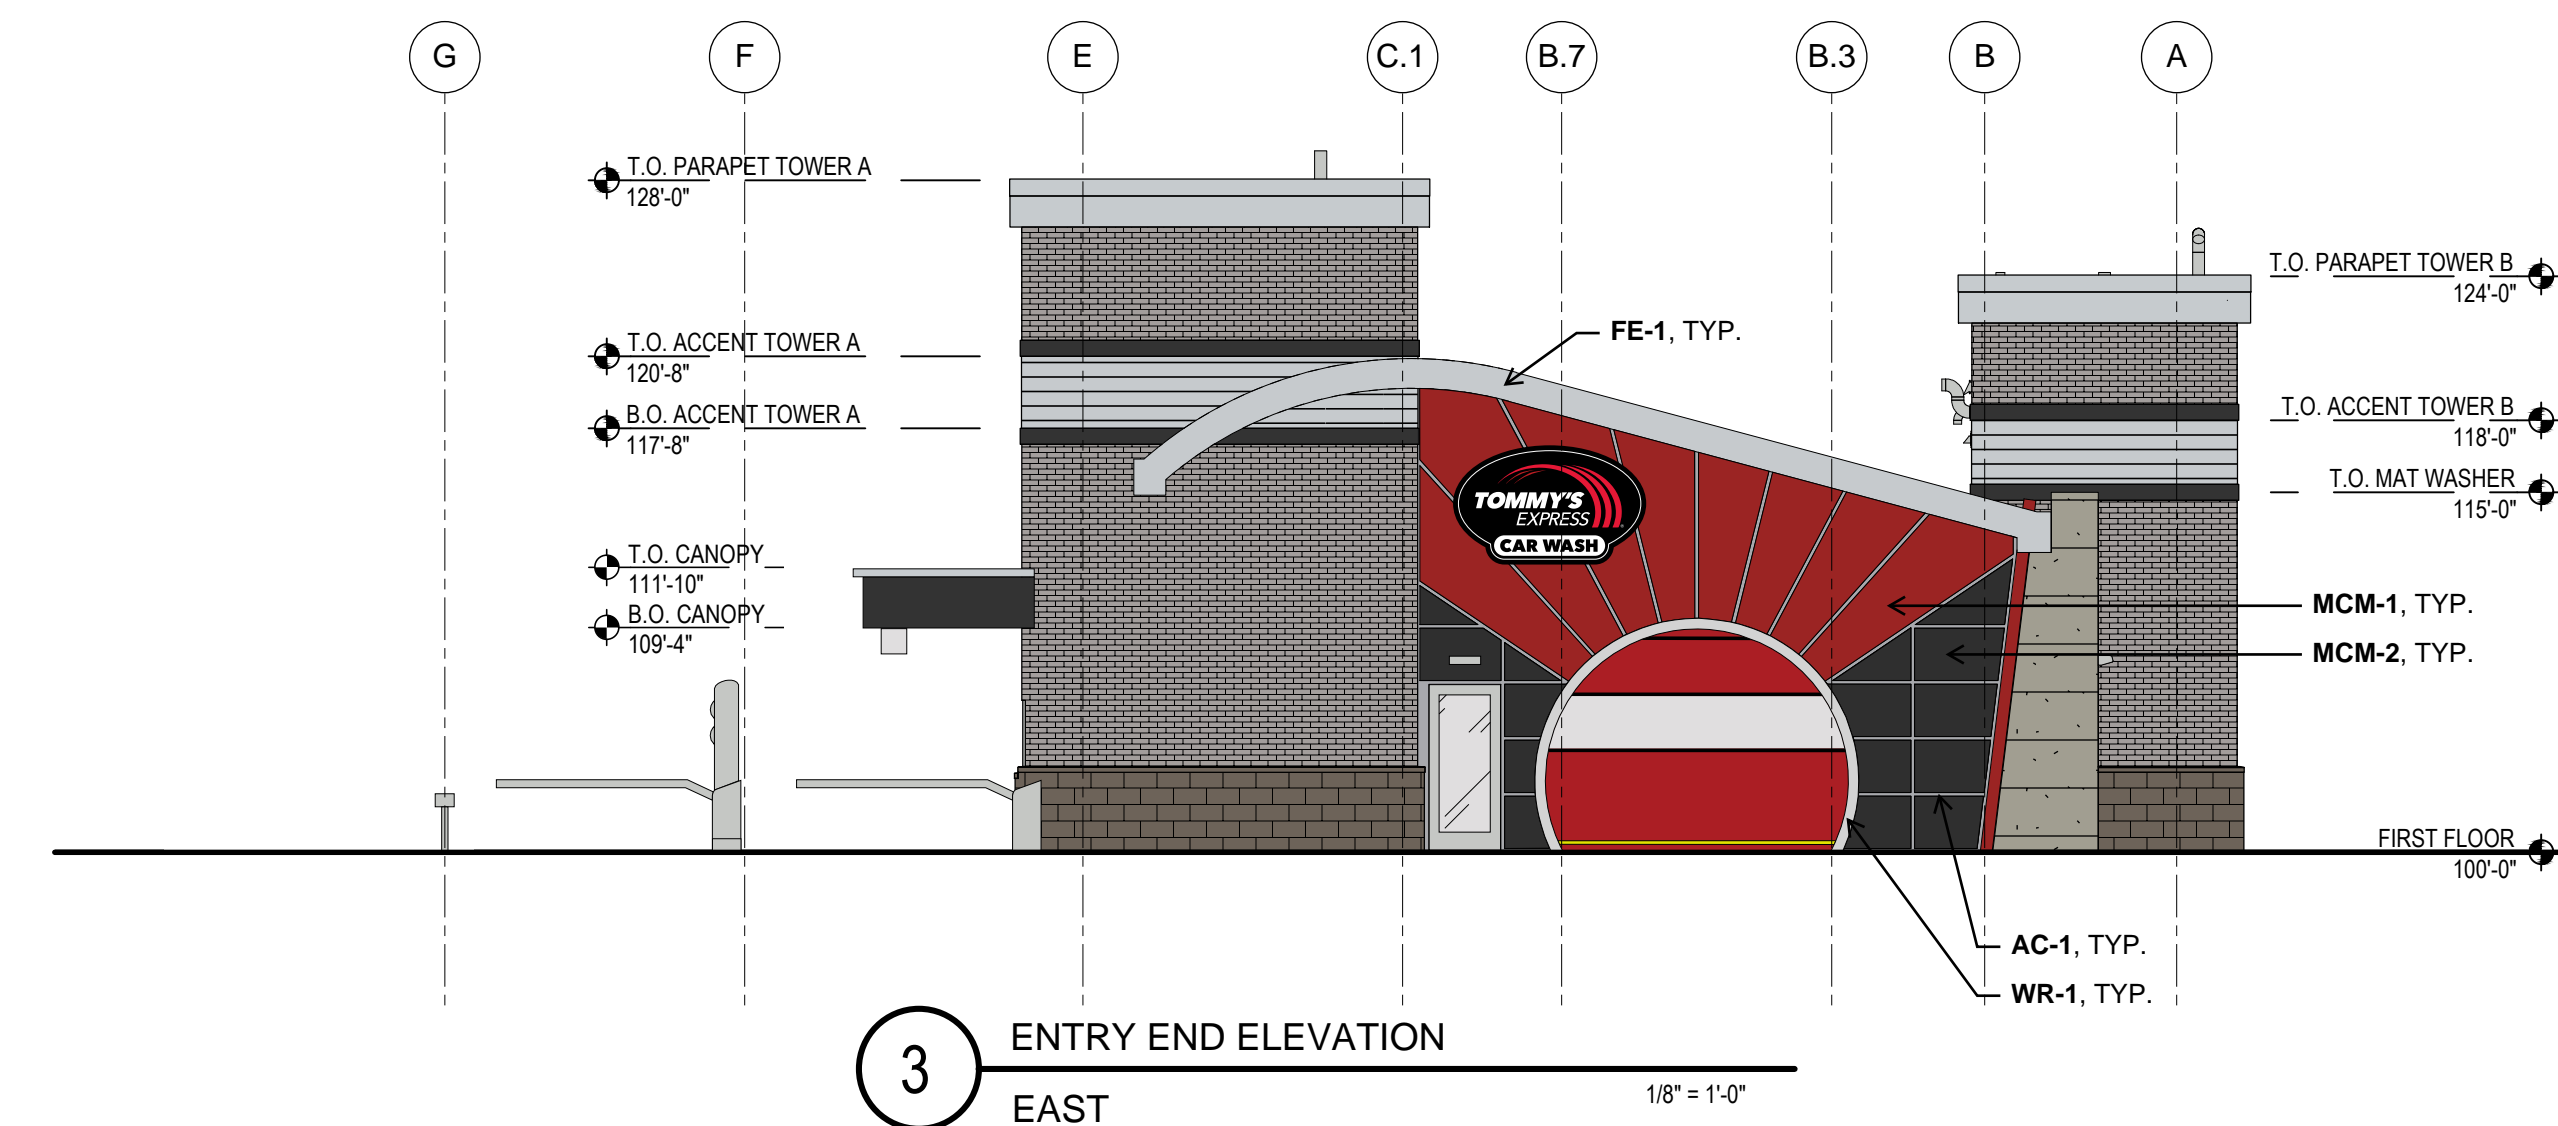 G F E C.1 B.7 B.3 B A
T.O. PARAPET TOWER A
128'-0"
T.O. PARAPET TOWER B
124'-0"
FE-1, TYP.
T.O. ACCENT TOWER A
120'-8"
B.O. ACCENT TOWER A
117'-8"
T.O. ACCENT TOWER B
118'-0"
T.O. MAT WASHER
115'-0"
TOMMY'S
EXPRESS
CAR WASH
T.O. CANOPY
111'-10"
B.O. CANOPY
109'-4"
MCM-1, TYP.
MCM-2, TYP.
FIRST FLOOR
100'-0"
AC-1, TYP.
WR-1, TYP.
3
ENTRY END ELEVATION
EAST
1/8" = 1'-0"